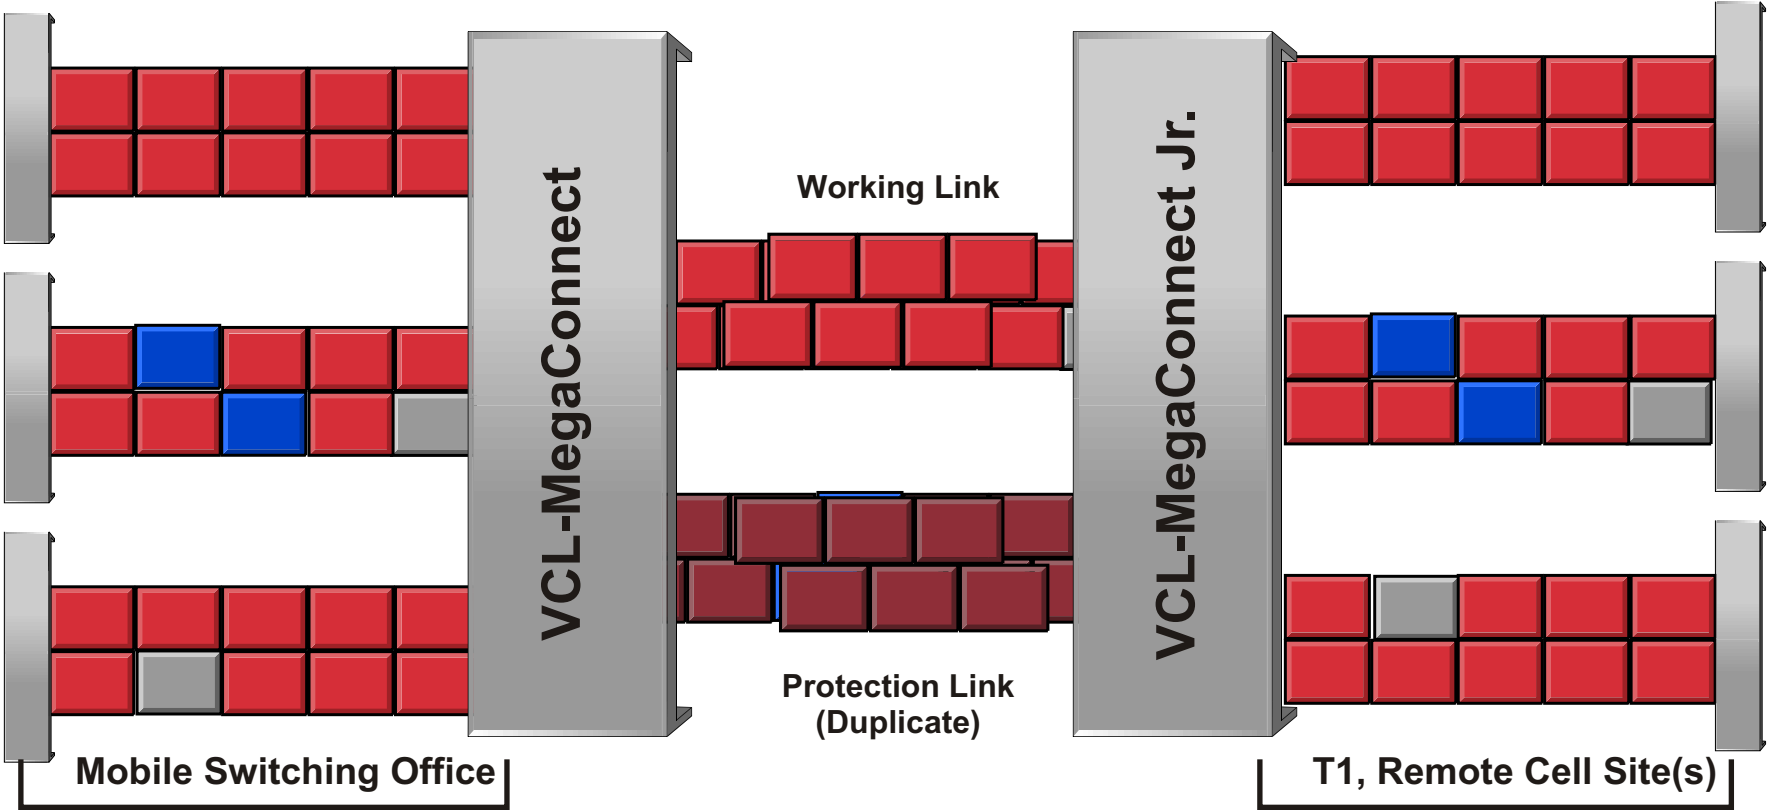 VCL-MegaConnect
Working Link
Protection Link
(Duplicate)
VCL-MegaConnect Jr.
Mobile Switching Office
T1, Remote Cell Site(s)